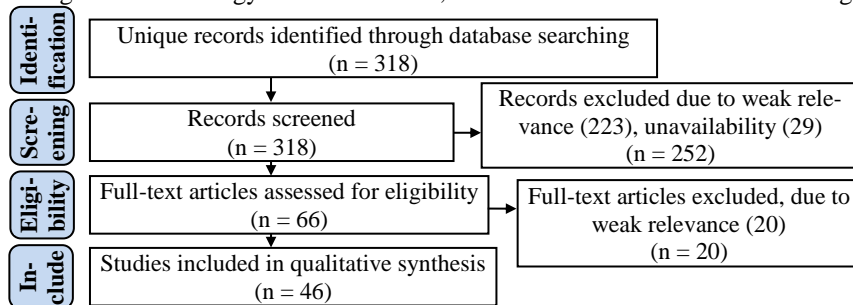 Identi-
fication
Unique records identified through database searching
(n = 318)
Scre-
ening
Records screened
(n = 318)
Records excluded due to weak rele-
vance (223), unavailability (29)
(n = 252)
Eligi-
bility
Full-text articles assessed for eligibility
(n = 66)
Full-text articles excluded, due to
weak relevance (20)
(n = 20)
In-
clude
Studies included in qualitative synthesis
(n = 46)